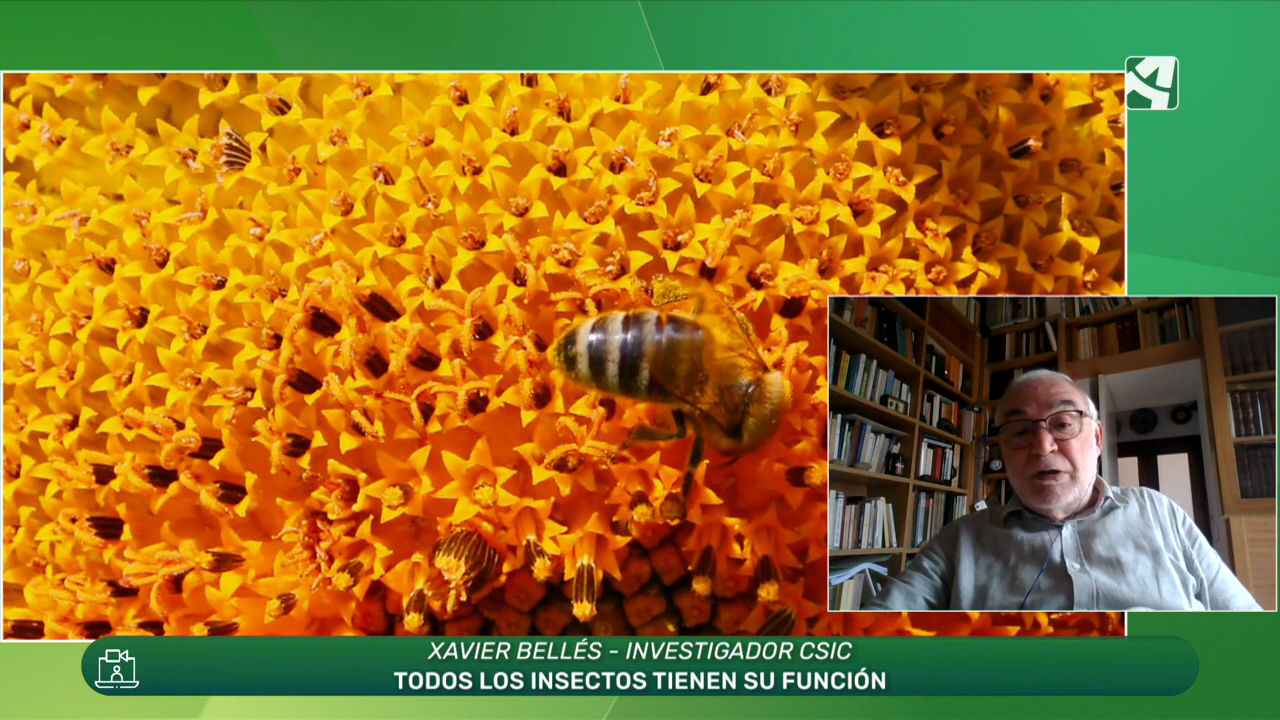 XAVIER BELLÉS - INVESTIGADOR CSIC
TODOS LOS INSECTOS TIENEN SU FUNCIÓN